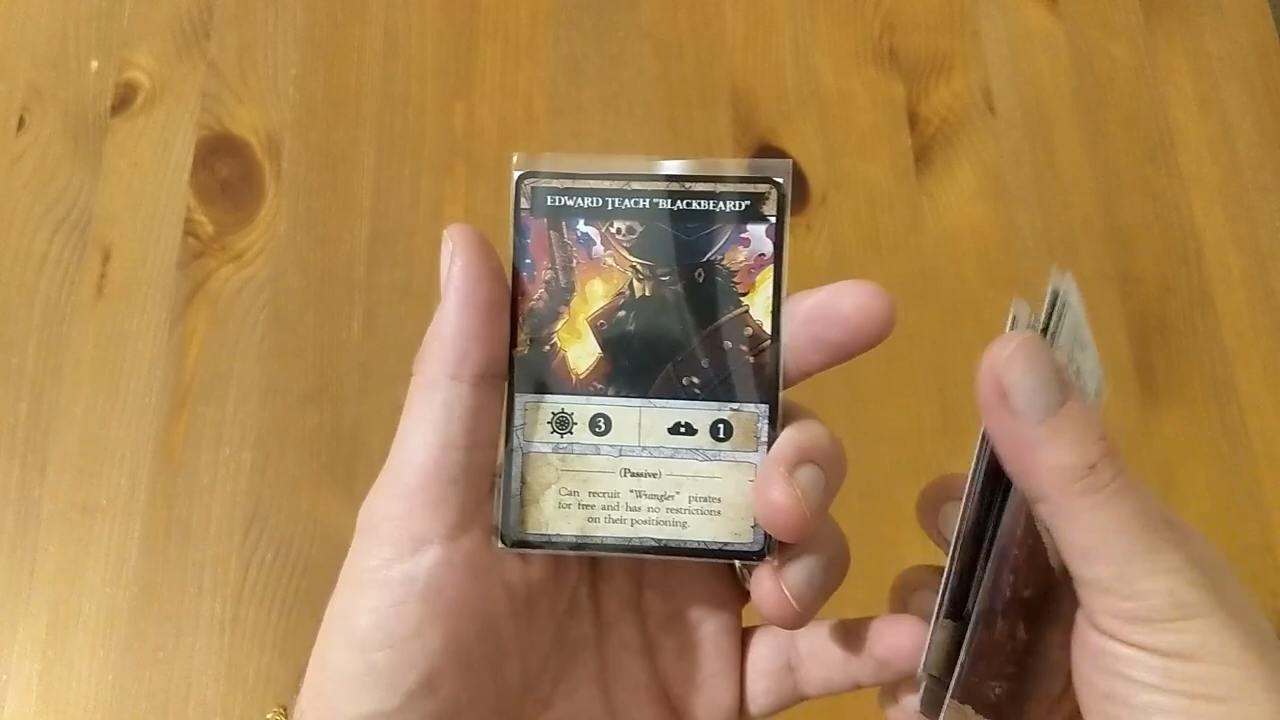 EDWARD TEACH "BLACKBEARD"
3 1
(Passive)
Can recruit "Wrangler" pirates
for free and has no restrictions
on their positioning.